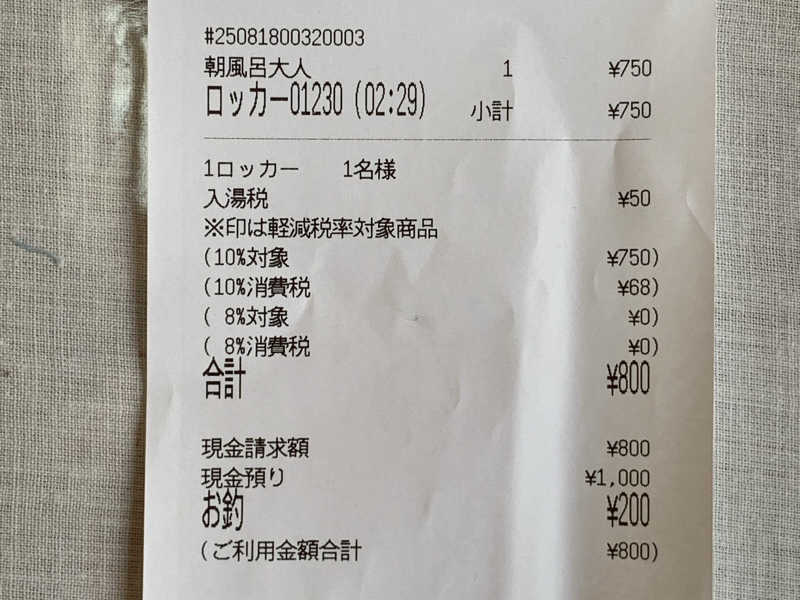 #25081800320003
朝風呂大人 1 ¥750
ロッカー01230 (02:29) 小計 ¥750
1ロッカー 1名様
入湯税 ¥50
※印は軽減税率対象商品
(10%対象 ¥750)
(10%消費税 ¥68)
( 8%対象 ¥0)
( 8%消費税 ¥0)
合計 ¥800
現金請求額 ¥800
現金預り ¥1,000
お釣 ¥200
(ご利用金額合計 ¥800)